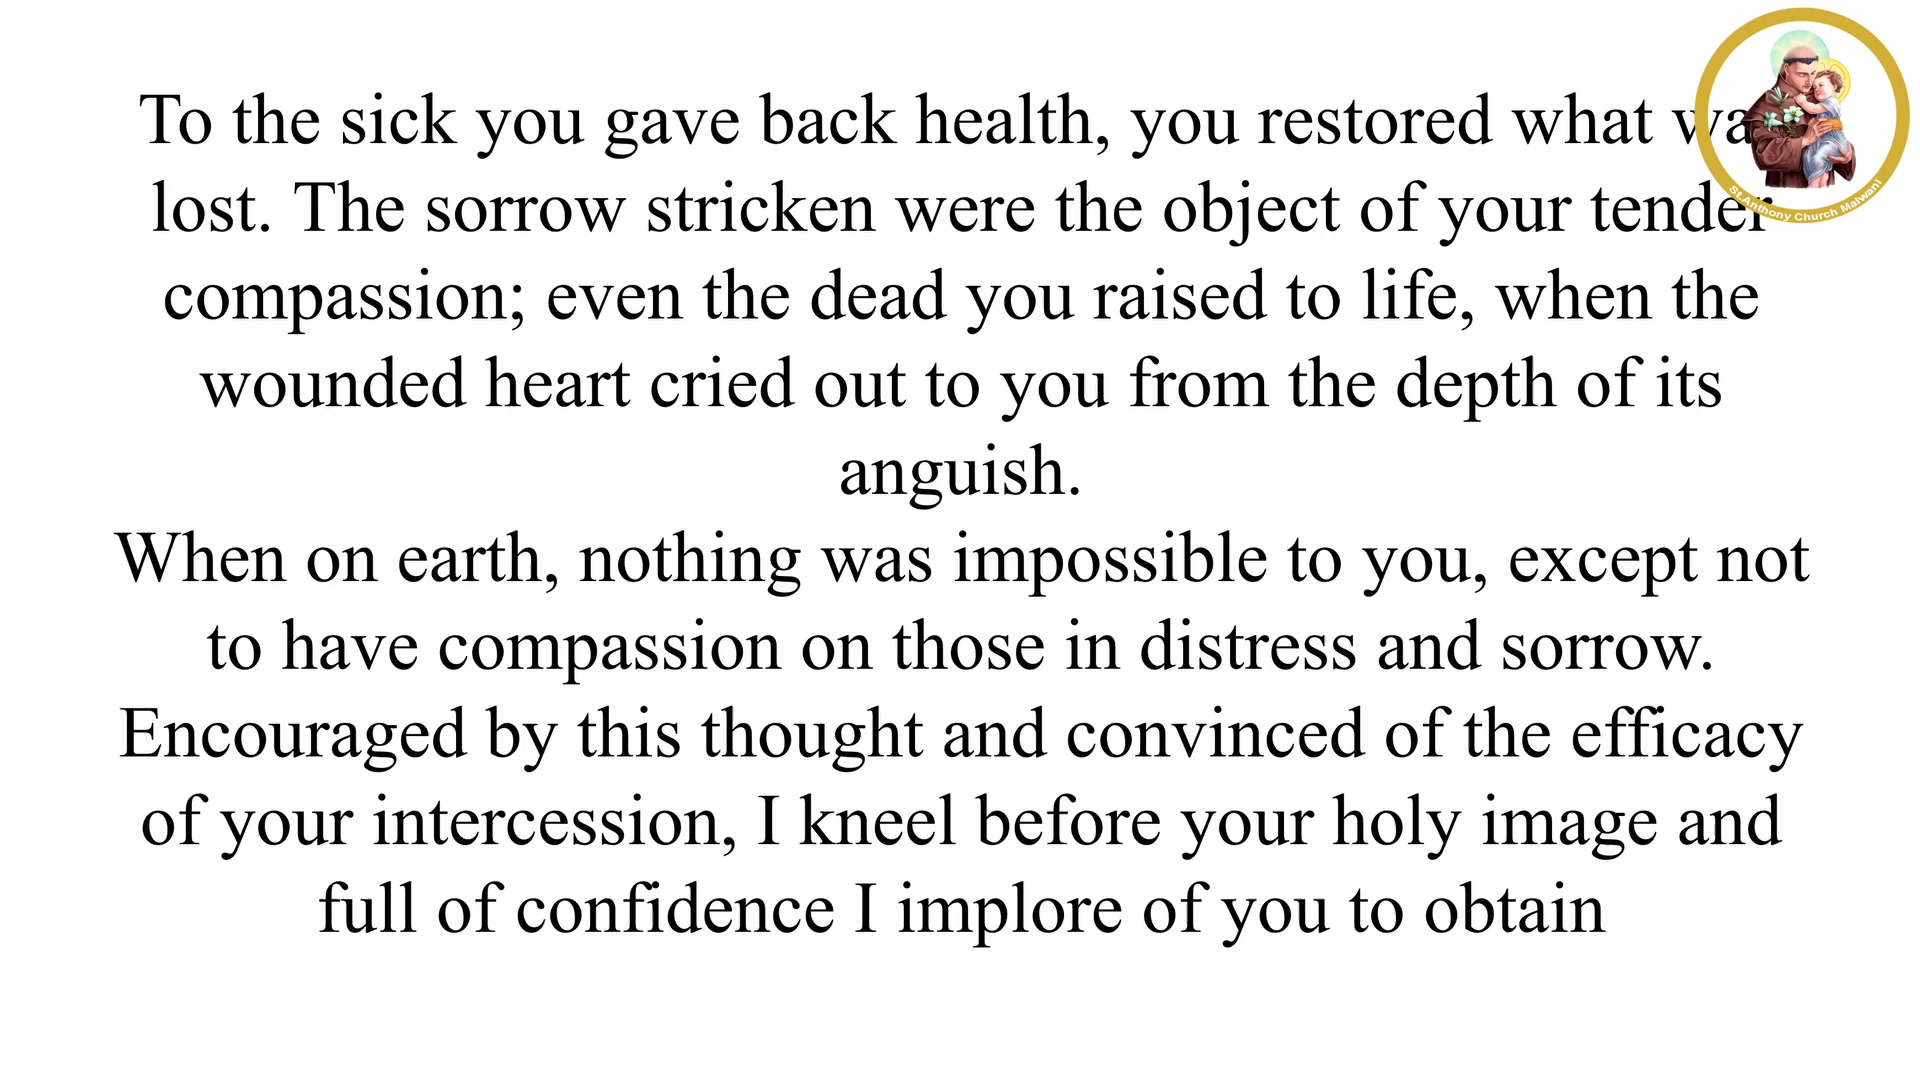 To the sick you gave back health, you restored what wa
lost. The sorrow stricken were the object of your tender
compassion; even the dead you raised to life, when the
wounded heart cried out to you from the depth of its
anguish.
When on earth, nothing was impossible to you, except not
to have compassion on those in distress and sorrow.
Encouraged by this thought and convinced of the efficacy
of your intercession, I kneel before your holy image and
full of confidence I implore of you to obtain
St.Anthony Church Malwani